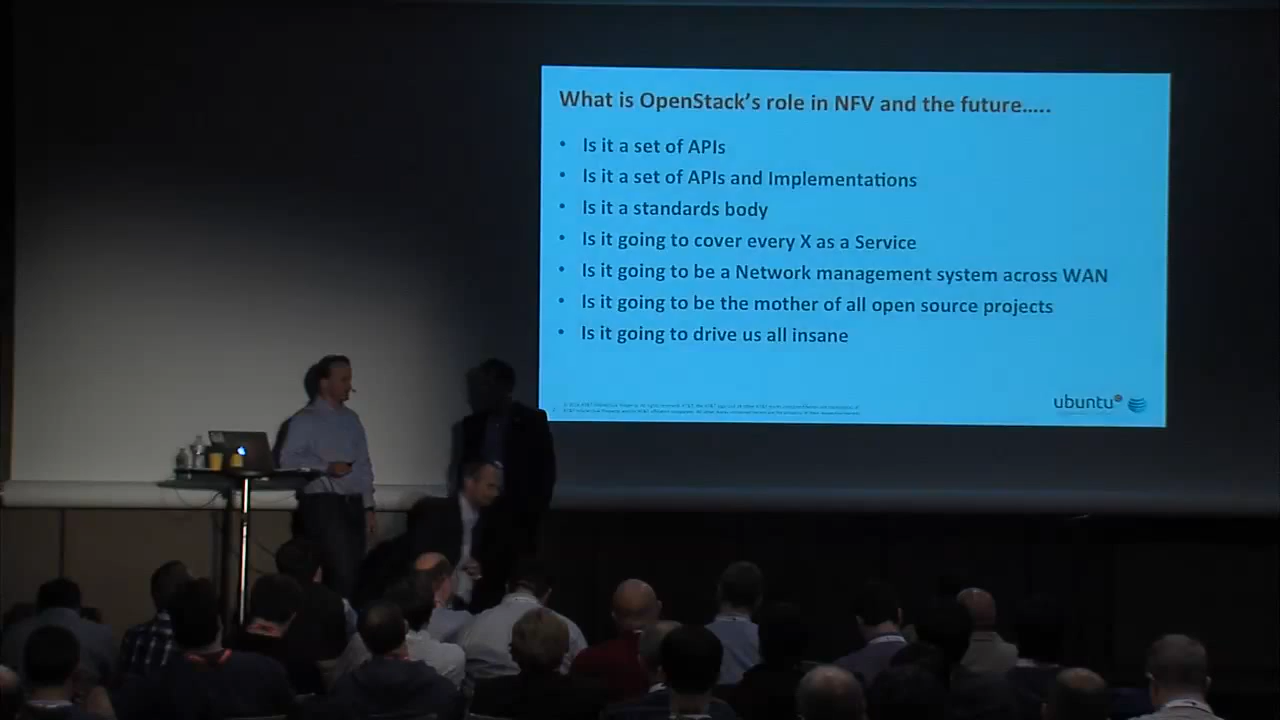 What is OpenStack's role in NFV and the future.....
• Is it a set of APIs
• Is it a set of APIs and Implementations
• Is it a standards body
• Is it going to cover every X as a Service
• Is it going to be a Network management system across WAN
• Is it going to be the mother of all open source projects
• Is it going to drive us all insane
ubuntu